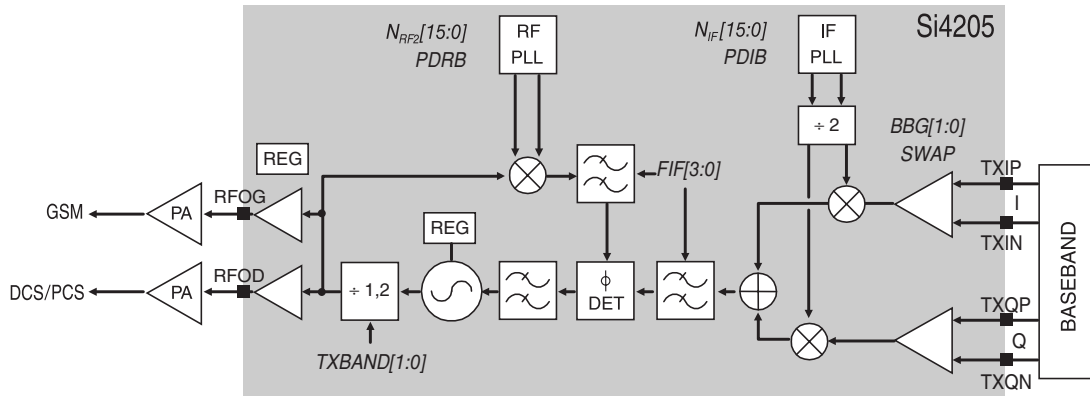 N_RF2[15:0]
PDRB
RF
PLL
N_IF[15:0]
PDIB
IF
PLL
Si4205
÷ 2
BBG[1:0]
SWAP
REG
FIF[3:0]
TXIP
I
TXIN
GSM
PA
RFOG
REG
DCS/PCS
PA
RFOD
÷ 1,2
ϕ
DET
TXBAND[1:0]
TXQP
Q
TXQN
BASEBAND